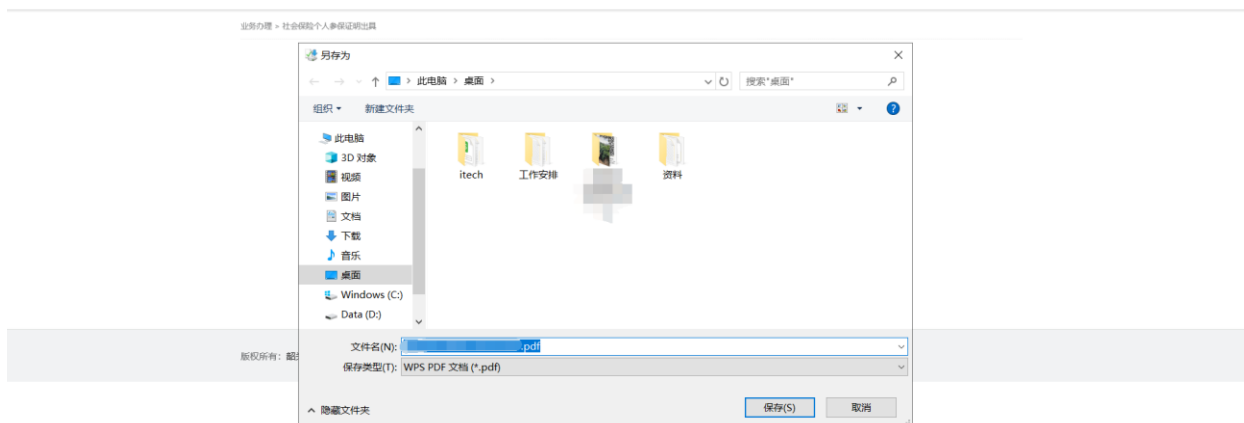 业务办理 > 社会保险个人参保证明出具
另存为
此电脑 > 桌面 >
搜索"桌面"
组织
新建文件夹
此电脑
3D 对象
视频
图片
文档
下载
音乐
桌面
Windows (C:)
Data (D:)
itech
工作安排
资料
文件名(N):
.pdf
保存类型(T): WPS PDF 文档 (*.pdf)
版权所有: 韶
隐藏文件夹
保存(S)
取消